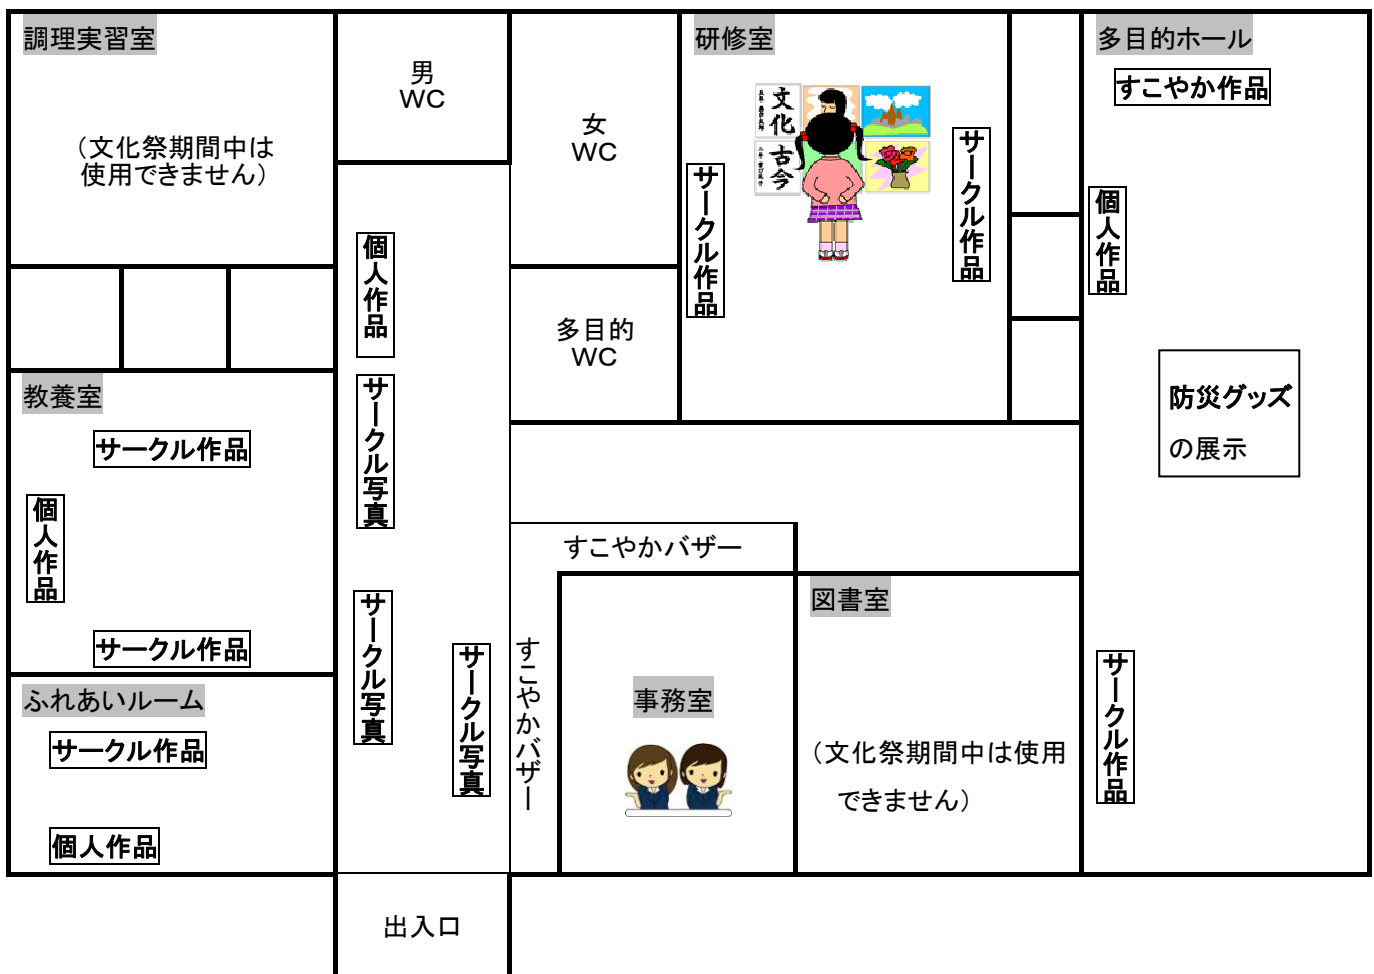 調理実習室
（文化祭期間中は
使用できません）
男
WC
女
WC
多目的
WC
研修室
文化
古今
サークル作品
サークル作品
多目的ホール
すこやか作品
個人作品
防災グッズ
の展示
サークル作品
個人作品
サークル写真
サークル写真
サークル写真
教養室
サークル作品
個人作品
サークル作品
ふれあいルーム
サークル作品
個人作品
すこやかバザー
すこやかバザー
事務室
図書室
（文化祭期間中は使用
できません）
出入口